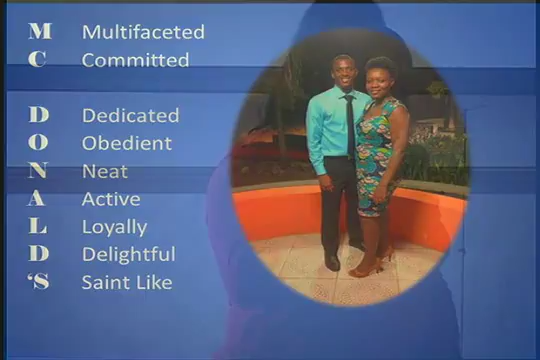 M Multifaceted
C Committed
D Dedicated
O Obedient
N Neat
A Active
L Loyally
D Delightful
‘S Saint Like